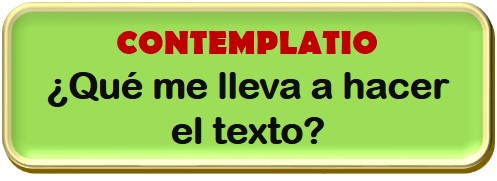 CONTEMPLATIO
¿Qué me lleva a hacer
el texto?